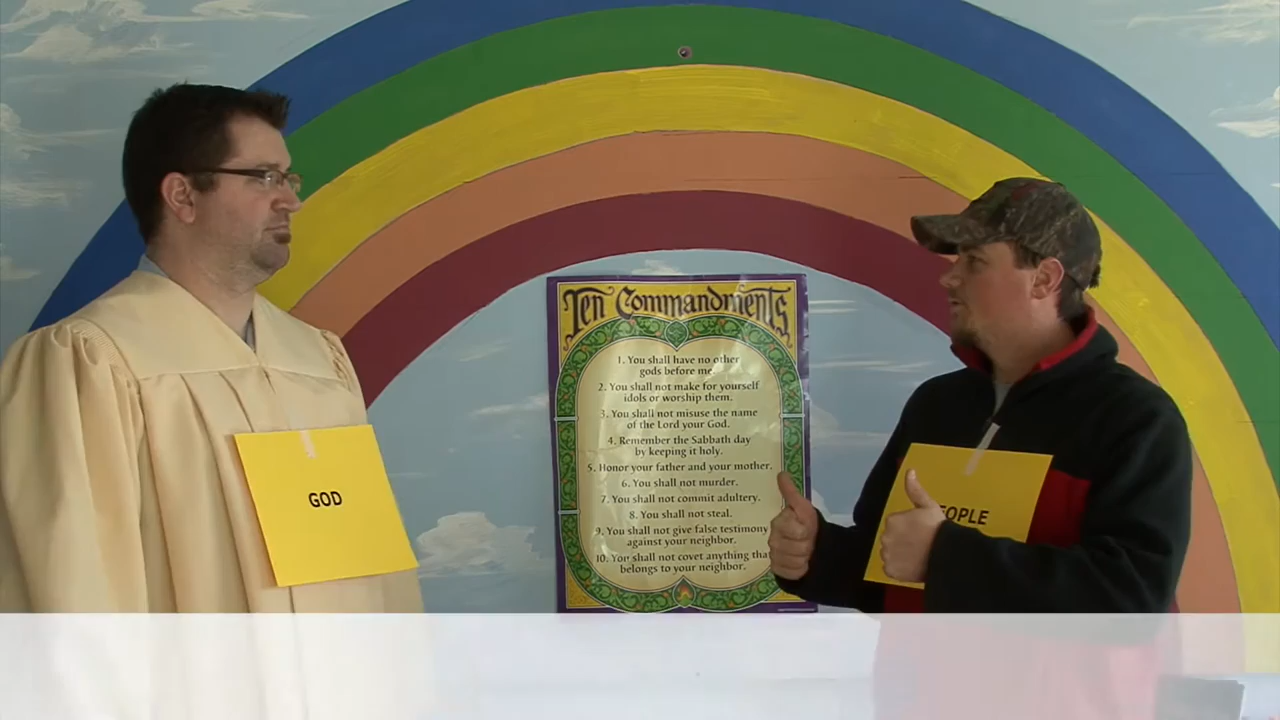 Ten Commandments
1. You shall have no other
gods before me.
2. You shall not make for yourself
idols or worship them.
3. You shall not misuse the name
of the Lord your God.
4. Remember the Sabbath day
by keeping it holy.
5. Honor your father and your mother.
6. You shall not murder.
7. You shall not commit adultery.
8. You shall not steal.
9. You shall not give false testimony
against your neighbor.
10. You shall not covet anything that
belongs to your neighbor.
GOD
EOPLE